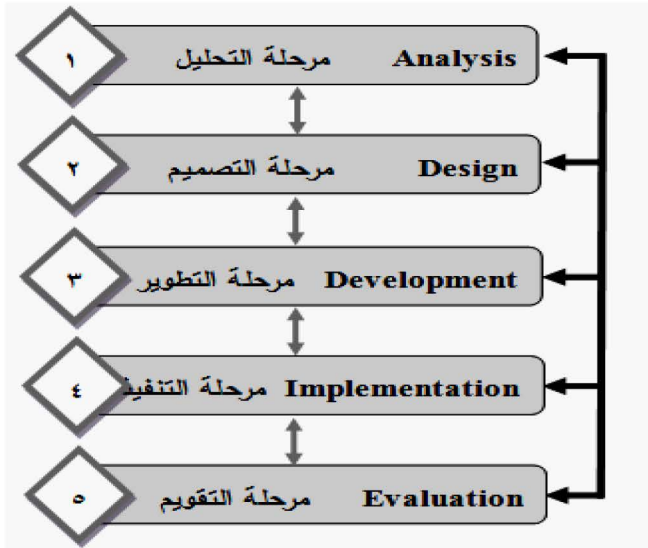 ١ مرحلة التحليل Analysis
٢ مرحلة التصميم Design
٣ مرحلة التطوير Development
٤ مرحلة التنفيذ Implementation
٥ مرحلة التقويم Evaluation